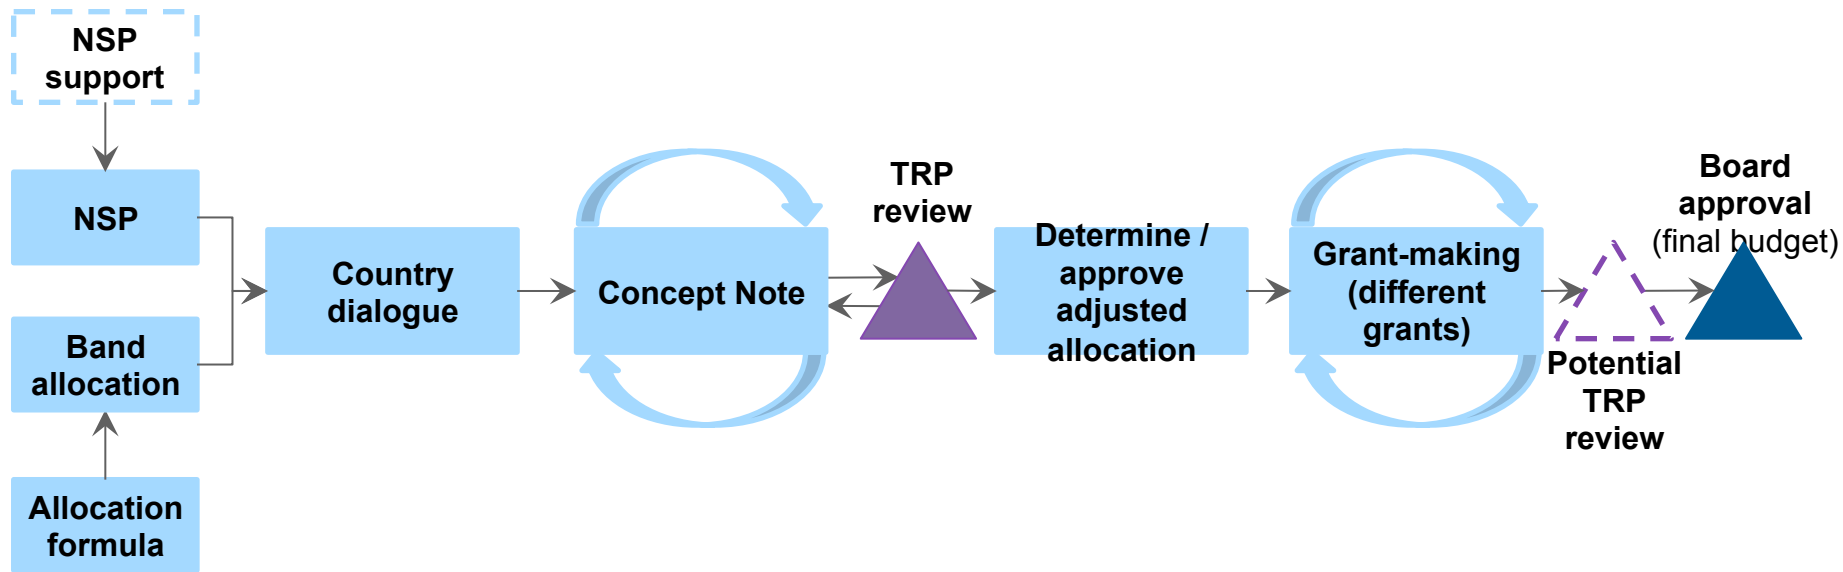 NSP
support
NSP
Band
allocation
Allocation
formula
Country
dialogue
Concept Note
TRP
review
Determine /
approve
adjusted
allocation
Grant-making
(different
grants)
Potential
TRP
review
Board
approval
(final budget)